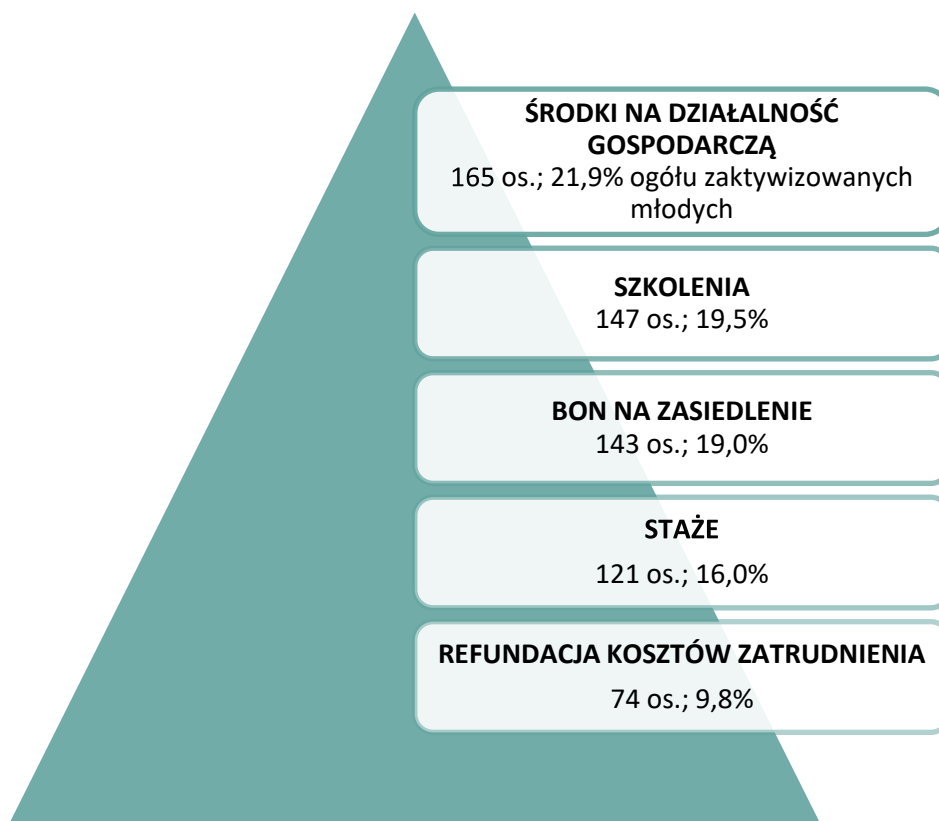 ŚRODKI NA DZIAŁALNOŚĆ
GOSPODARCZĄ
165 os.; 21,9% ogółu zaktywizowanych
młodych
SZKOLENIA
147 os.; 19,5%
BON NA ZASIEDLENIE
143 os.; 19,0%
STAŻE
121 os.; 16,0%
REFUNDACJA KOSZTÓW ZATRUDNIENIA
74 os.; 9,8%